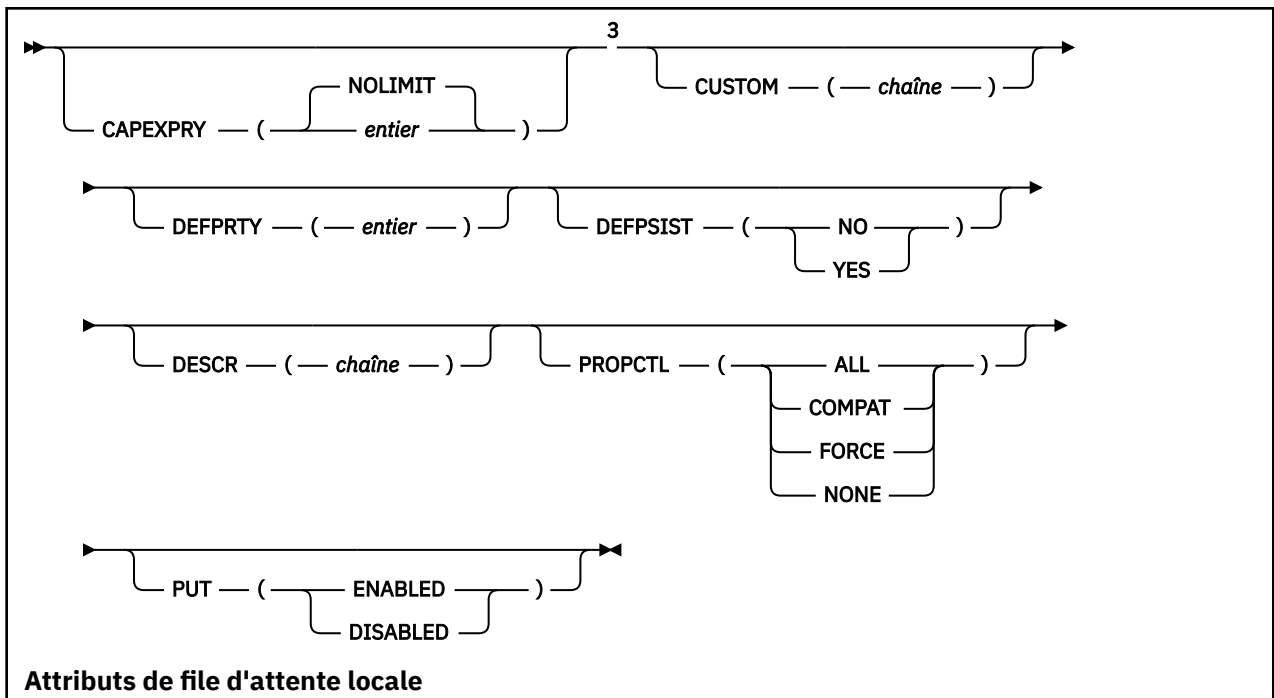 3
NOLIMIT
CAPEXPRY ( entier )
CUSTOM ( chaîne )
DEFPRTY ( entier )
DEFPSIST ( NO )
YES
DESCR ( chaîne )
PROPCTL ( ALL )
COMPAT
FORCE
NONE
PUT ( ENABLED )
DISABLED
Attributs de file d'attente locale